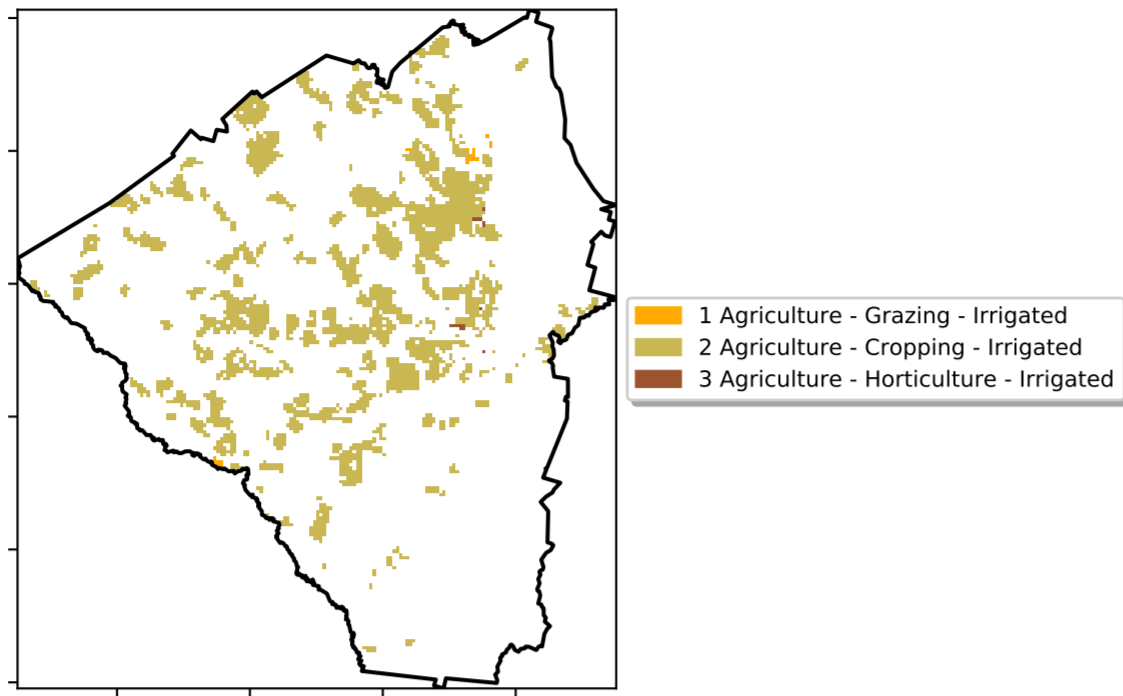 1 Agriculture - Grazing - Irrigated
2 Agriculture - Cropping - Irrigated
3 Agriculture - Horticulture - Irrigated